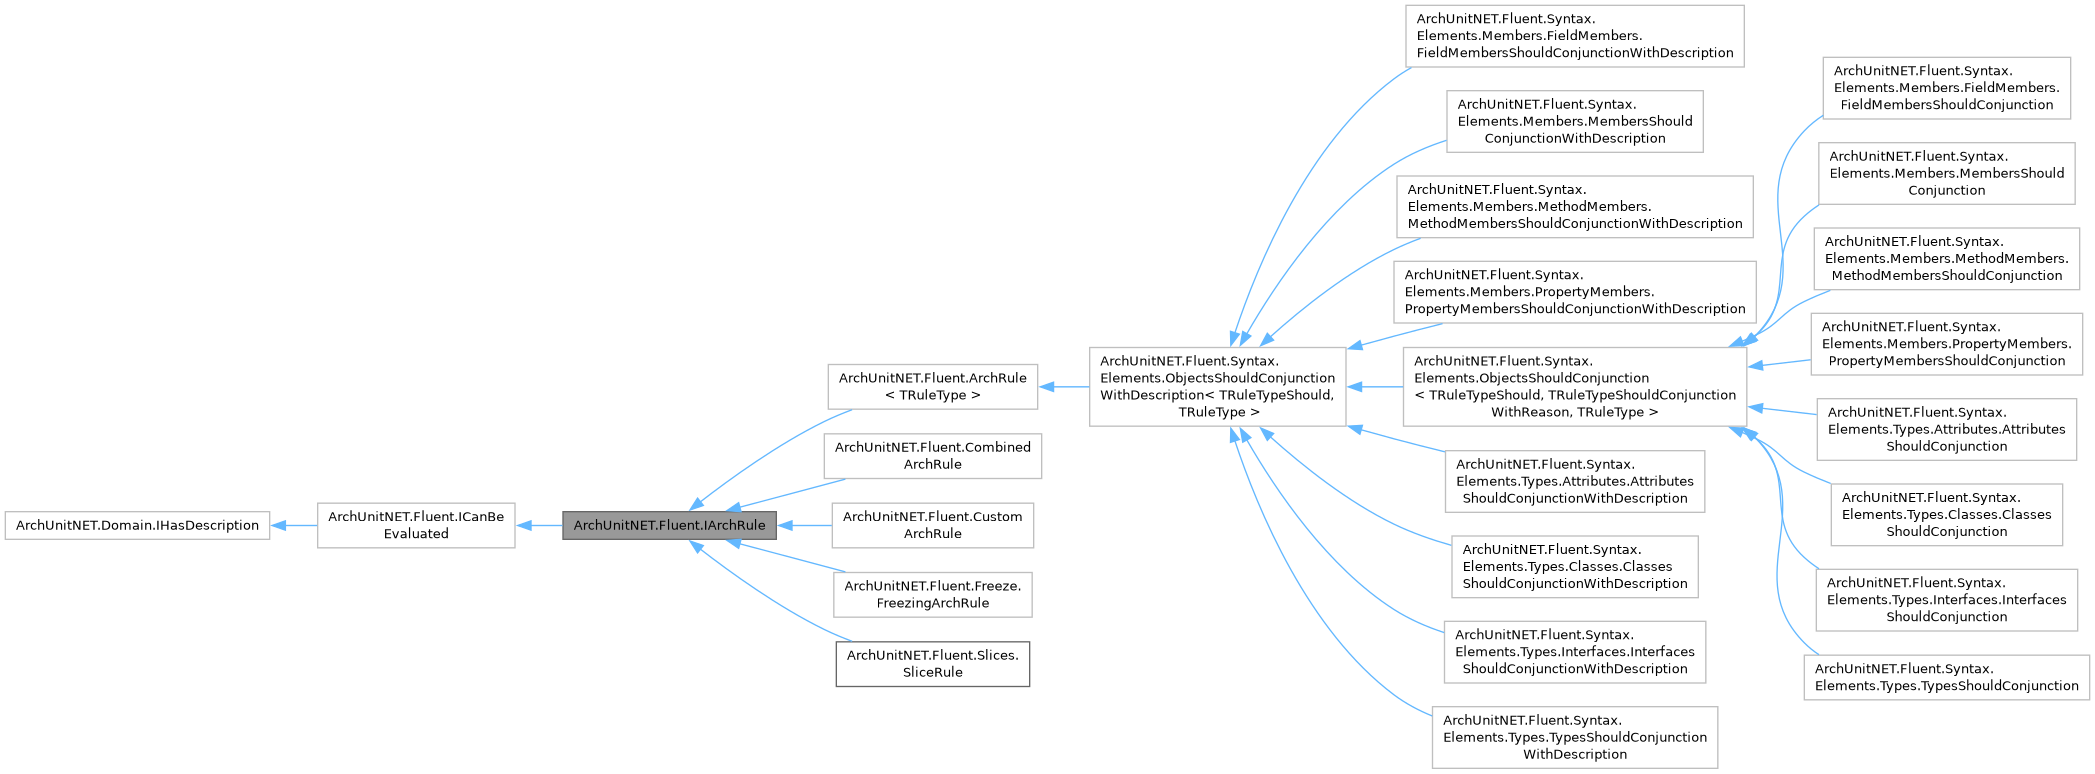 ArchUnitNET.Domain.IHasDescription
ArchUnitNET.Fluent.ICanBe
Evaluated
ArchUnitNET.Fluent.IArchRule
ArchUnitNET.Fluent.ArchRule
< TRuleType >
ArchUnitNET.Fluent.Combined
ArchRule
ArchUnitNET.Fluent.Custom
ArchRule
ArchUnitNET.Fluent.Freeze.
FreezingArchRule
ArchUnitNET.Fluent.Slices.
SliceRule
ArchUnitNET.Fluent.Syntax.
Elements.ObjectsShouldConjunction
WithDescription< TRuleTypeShould,
TRuleType >
ArchUnitNET.Fluent.Syntax.
Elements.Members.FieldMembers.
FieldMembersShouldConjunctionWithDescription
ArchUnitNET.Fluent.Syntax.
Elements.Members.MembersShould
ConjunctionWithDescription
ArchUnitNET.Fluent.Syntax.
Elements.Members.MethodMembers.
MethodMembersShouldConjunctionWithDescription
ArchUnitNET.Fluent.Syntax.
Elements.Members.PropertyMembers.
PropertyMembersShouldConjunctionWithDescription
ArchUnitNET.Fluent.Syntax.
Elements.ObjectsShouldConjunction
< TRuleTypeShould, TRuleTypeShouldConjunction
WithReason, TRuleType >
ArchUnitNET.Fluent.Syntax.
Elements.Types.Attributes.Attributes
ShouldConjunctionWithDescription
ArchUnitNET.Fluent.Syntax.
Elements.Types.Classes.Classes
ShouldConjunctionWithDescription
ArchUnitNET.Fluent.Syntax.
Elements.Types.Interfaces.Interfaces
ShouldConjunctionWithDescription
ArchUnitNET.Fluent.Syntax.
Elements.Types.TypesShouldConjunction
WithDescription
ArchUnitNET.Fluent.Syntax.
Elements.Members.FieldMembers.
FieldMembersShouldConjunction
ArchUnitNET.Fluent.Syntax.
Elements.Members.MembersShould
Conjunction
ArchUnitNET.Fluent.Syntax.
Elements.Members.MethodMembers.
MethodMembersShouldConjunction
ArchUnitNET.Fluent.Syntax.
Elements.Members.PropertyMembers.
PropertyMembersShouldConjunction
ArchUnitNET.Fluent.Syntax.
Elements.Types.Attributes.Attributes
ShouldConjunction
ArchUnitNET.Fluent.Syntax.
Elements.Types.Classes.Classes
ShouldConjunction
ArchUnitNET.Fluent.Syntax.
Elements.Types.Interfaces.Interfaces
ShouldConjunction
ArchUnitNET.Fluent.Syntax.
Elements.Types.TypesShouldConjunction